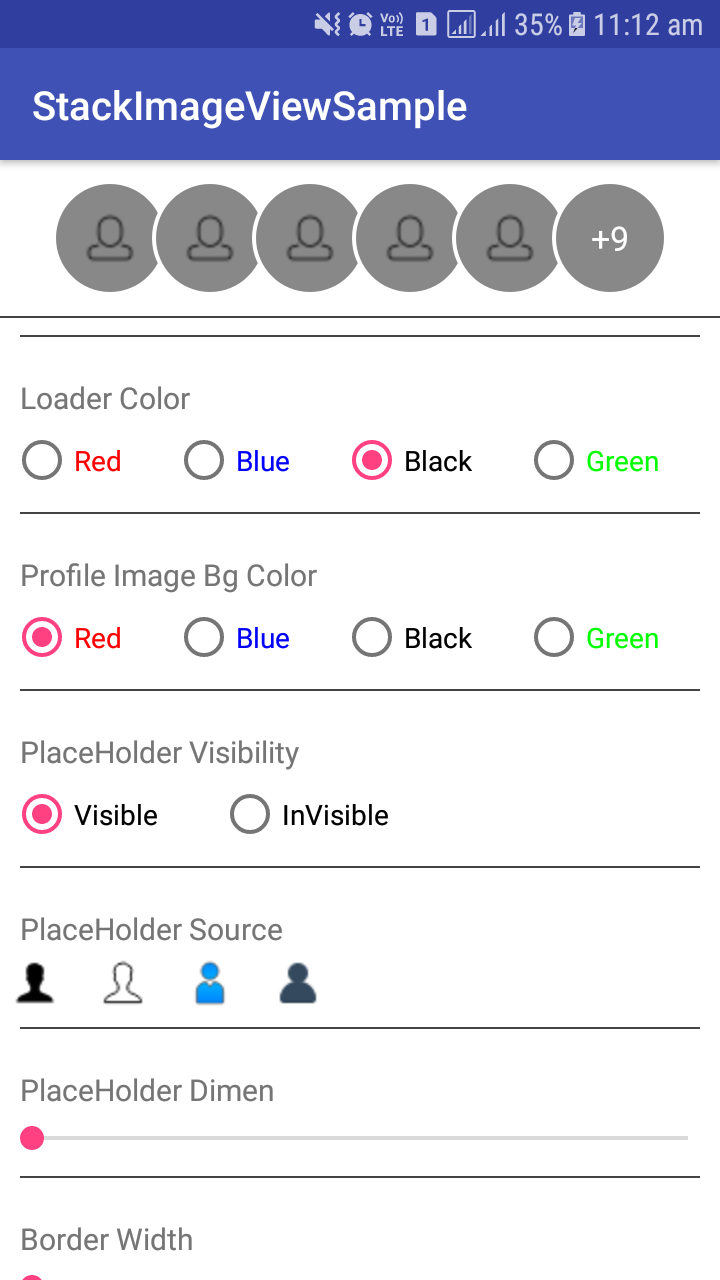 Vo)) LTE 1 35% 11:12 am
StackImageViewSample
+9
Loader Color
Red Blue Black Green
Profile Image Bg Color
Red Blue Black Green
PlaceHolder Visibility
Visible InVisible
PlaceHolder Source
PlaceHolder Dimen
Border Width